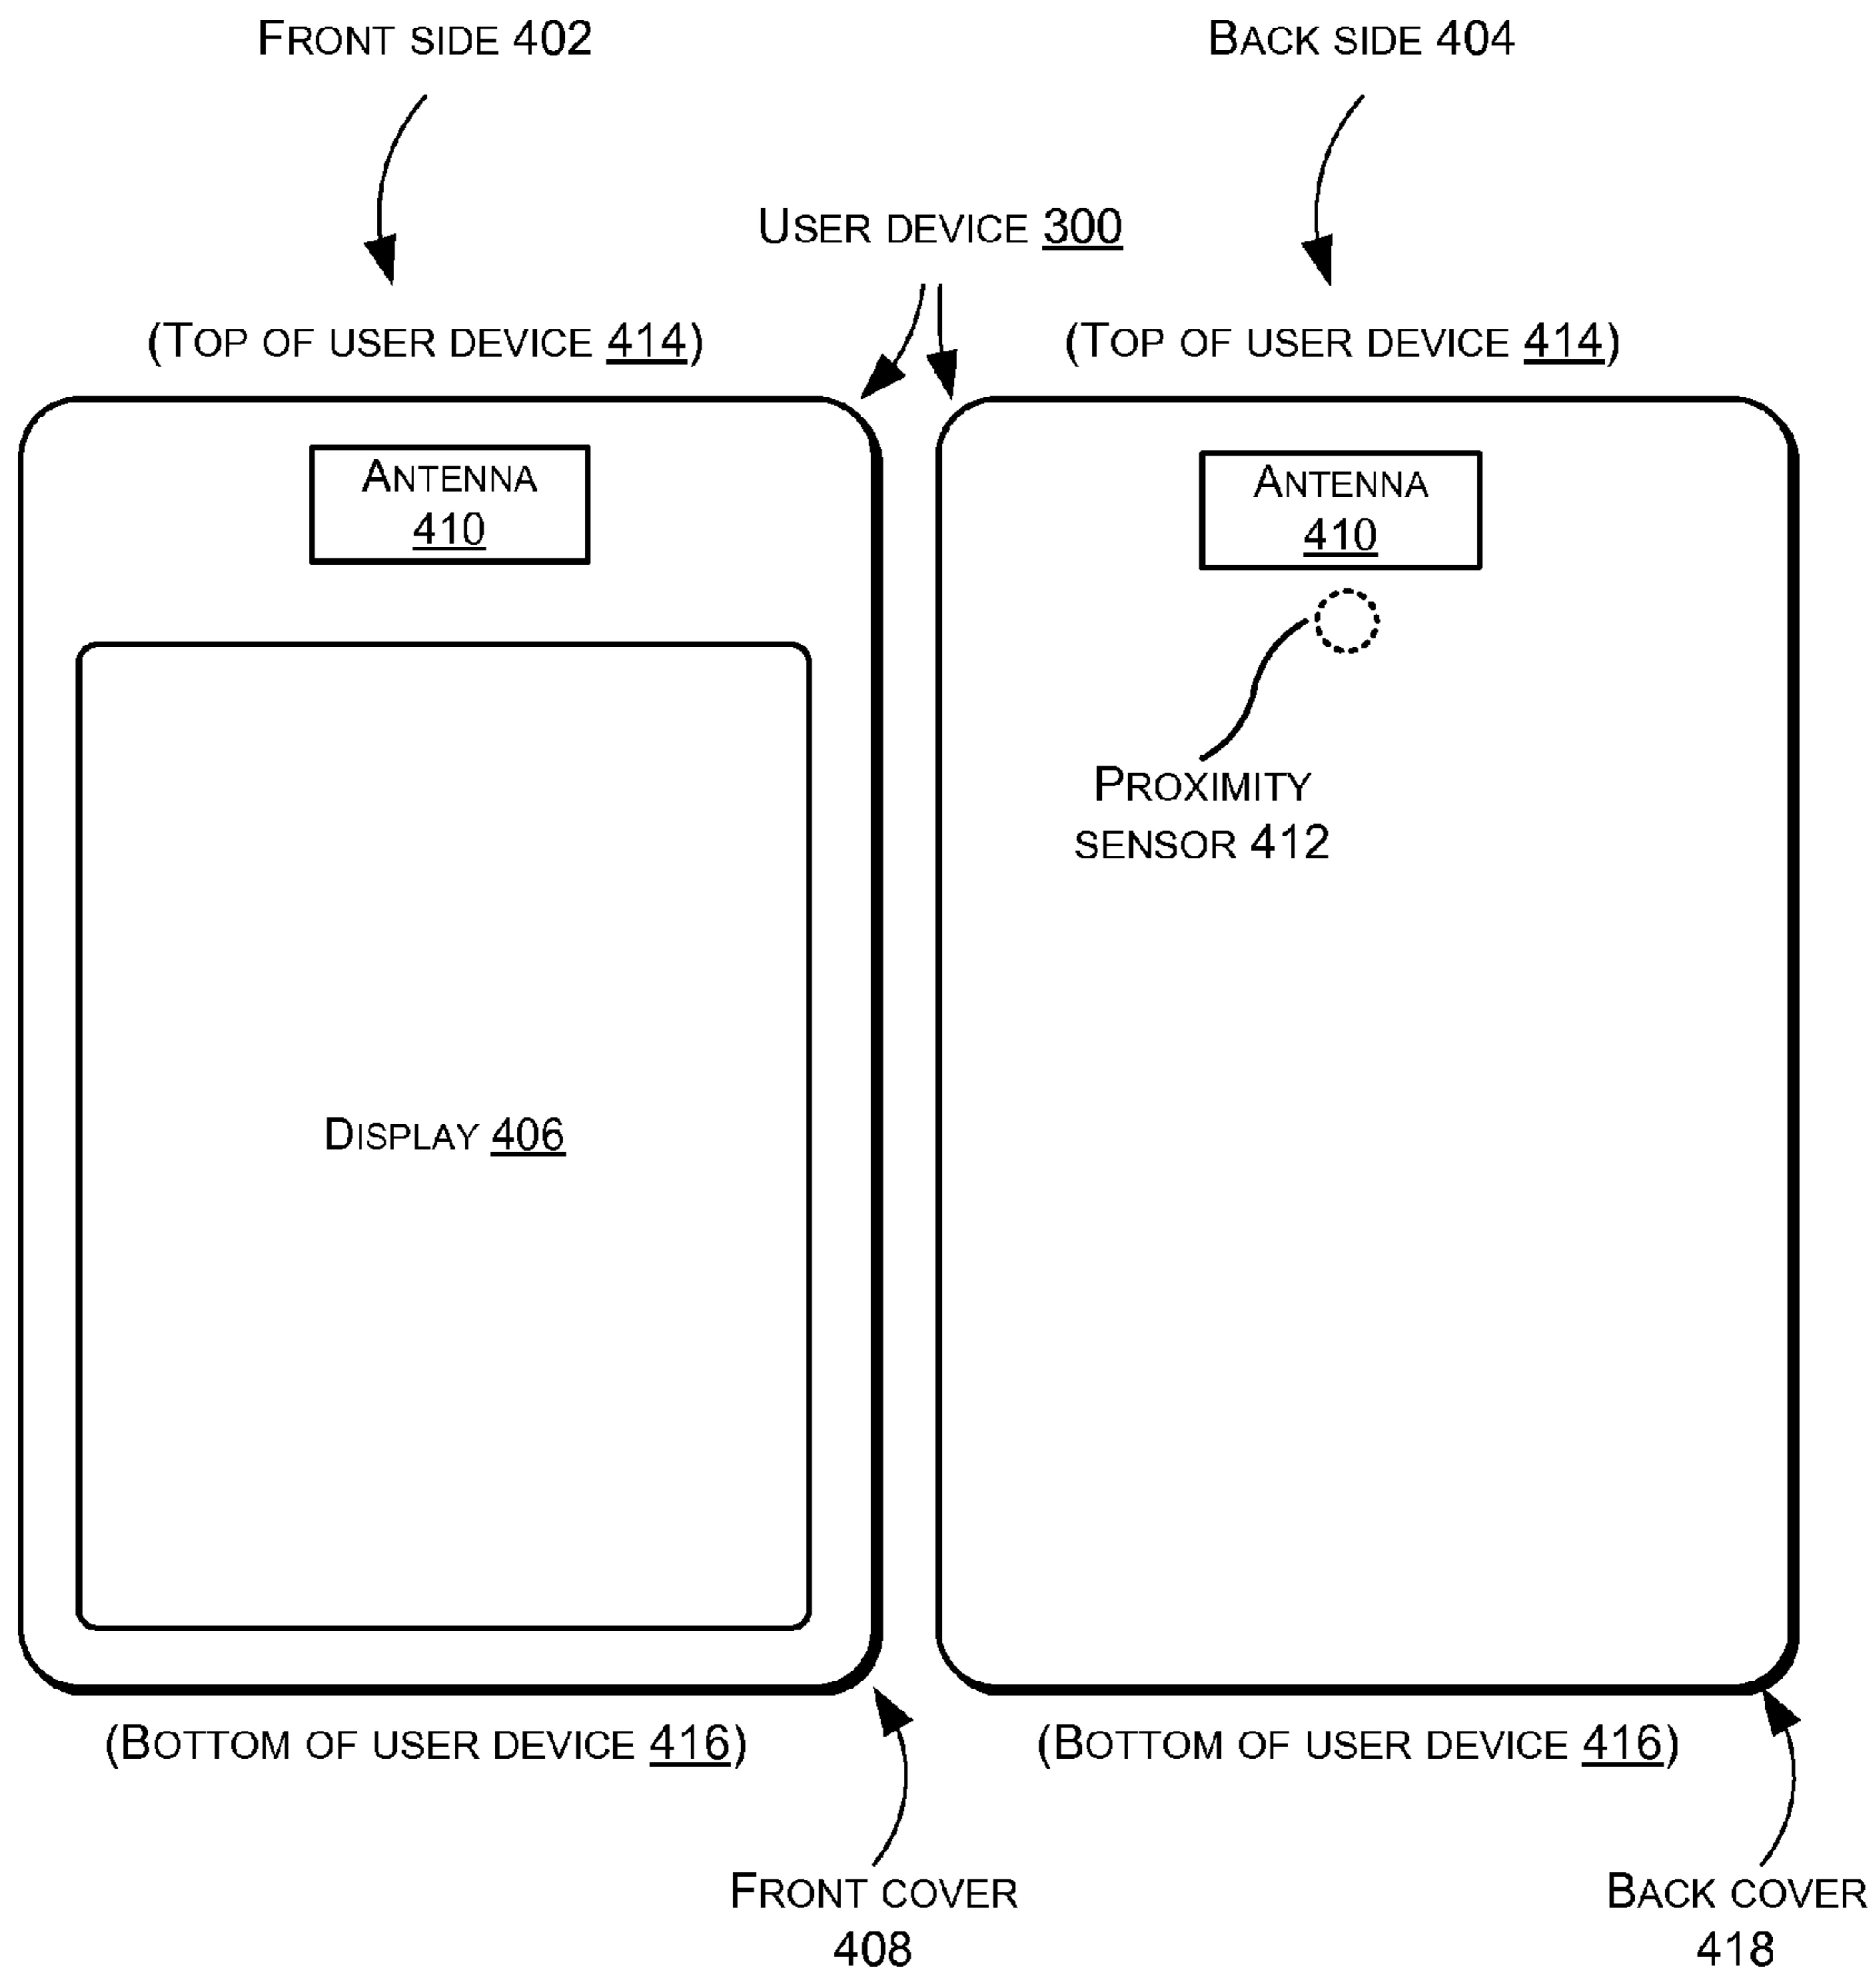 FRONT SIDE 402
BACK SIDE 404
USER DEVICE 300
(TOP OF USER DEVICE 414)
(TOP OF USER DEVICE 414)
ANTENNA
410
ANTENNA
410
PROXIMITY
SENSOR 412
DISPLAY 406
(BOTTOM OF USER DEVICE 416)
(BOTTOM OF USER DEVICE 416)
FRONT COVER
408
BACK COVER
418